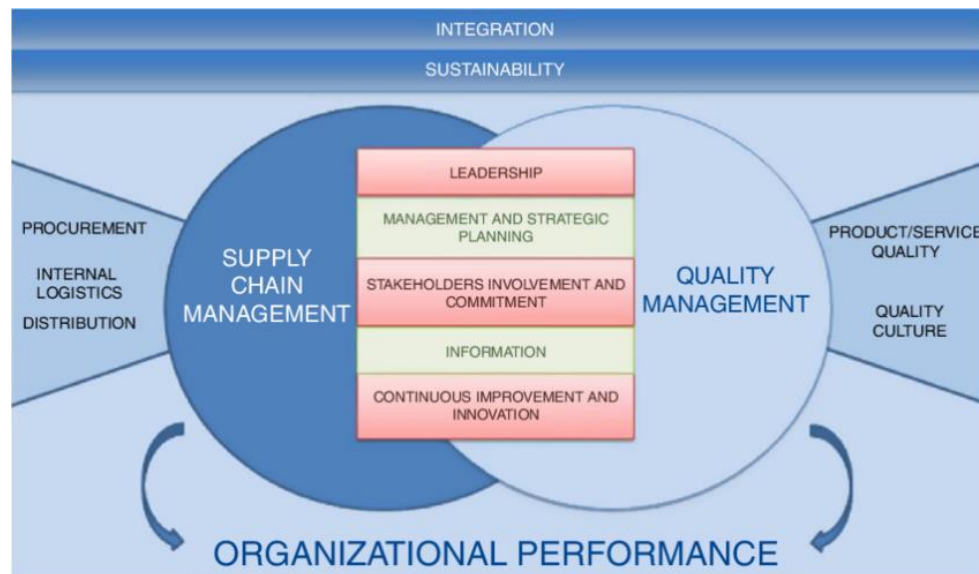 INTEGRATION
SUSTAINABILITY
PROCUREMENT
INTERNAL
LOGISTICS
DISTRIBUTION
SUPPLY
CHAIN
MANAGEMENT
LEADERSHIP
MANAGEMENT AND STRATEGIC
PLANNING
STAKEHOLDERS INVOLVEMENT AND
COMMITMENT
INFORMATION
CONTINUOUS IMPROVEMENT AND
INNOVATION
QUALITY
MANAGEMENT
PRODUCT/SERVICE
QUALITY
QUALITY
CULTURE
ORGANIZATIONAL PERFORMANCE